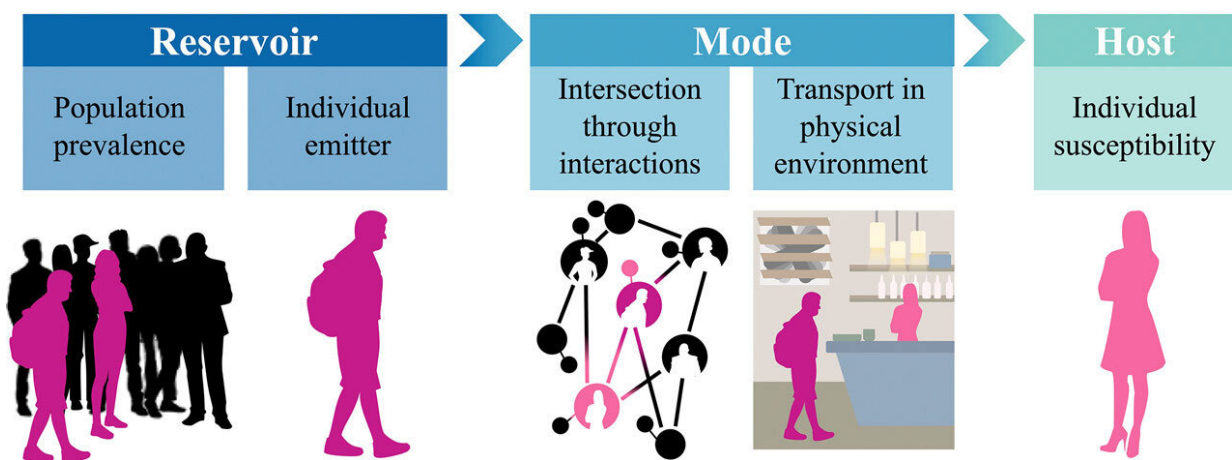 Reservoir
Population
prevalence
Individual
emitter
Mode
Intersection
through
interactions
Transport in
physical
environment
Host
Individual
susceptibility